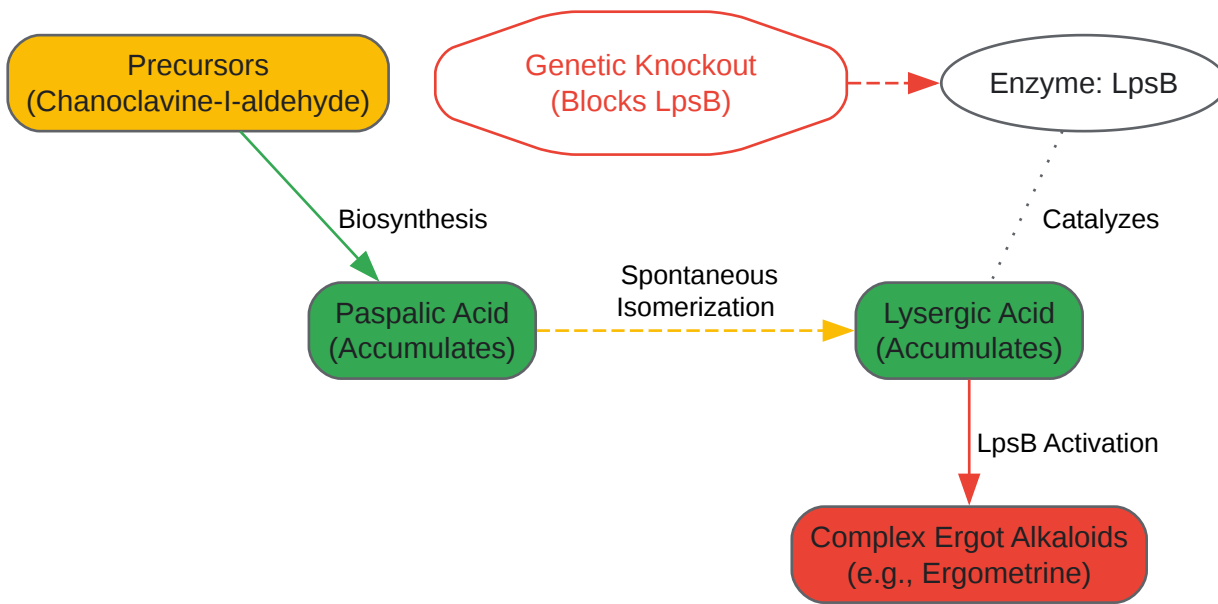 Precursors
(Chanoclavine-I-aldehyde)
Genetic Knockout
(Blocks LpsB)
Enzyme: LpsB
Biosynthesis
Catalyzes
Spontaneous
Isomerization
Paspalic Acid
(Accumulates)
Lysergic Acid
(Accumulates)
LpsB Activation
Complex Ergot Alkaloids
(e.g., Ergometrine)